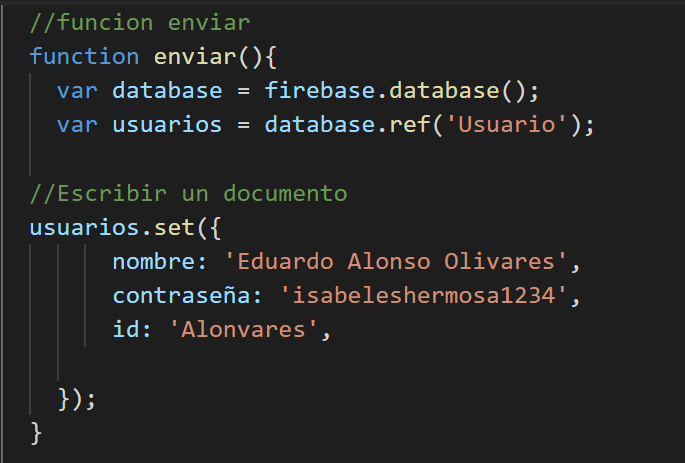 //funcion enviar
function enviar(){
var database = firebase.database();
var usuarios = database.ref('Usuario');
//Escribir un documento
usuarios.set({
nombre: 'Eduardo Alonso Olivares',
contraseña: 'isabeleshermosa1234',
id: 'Alonvares',
});
}